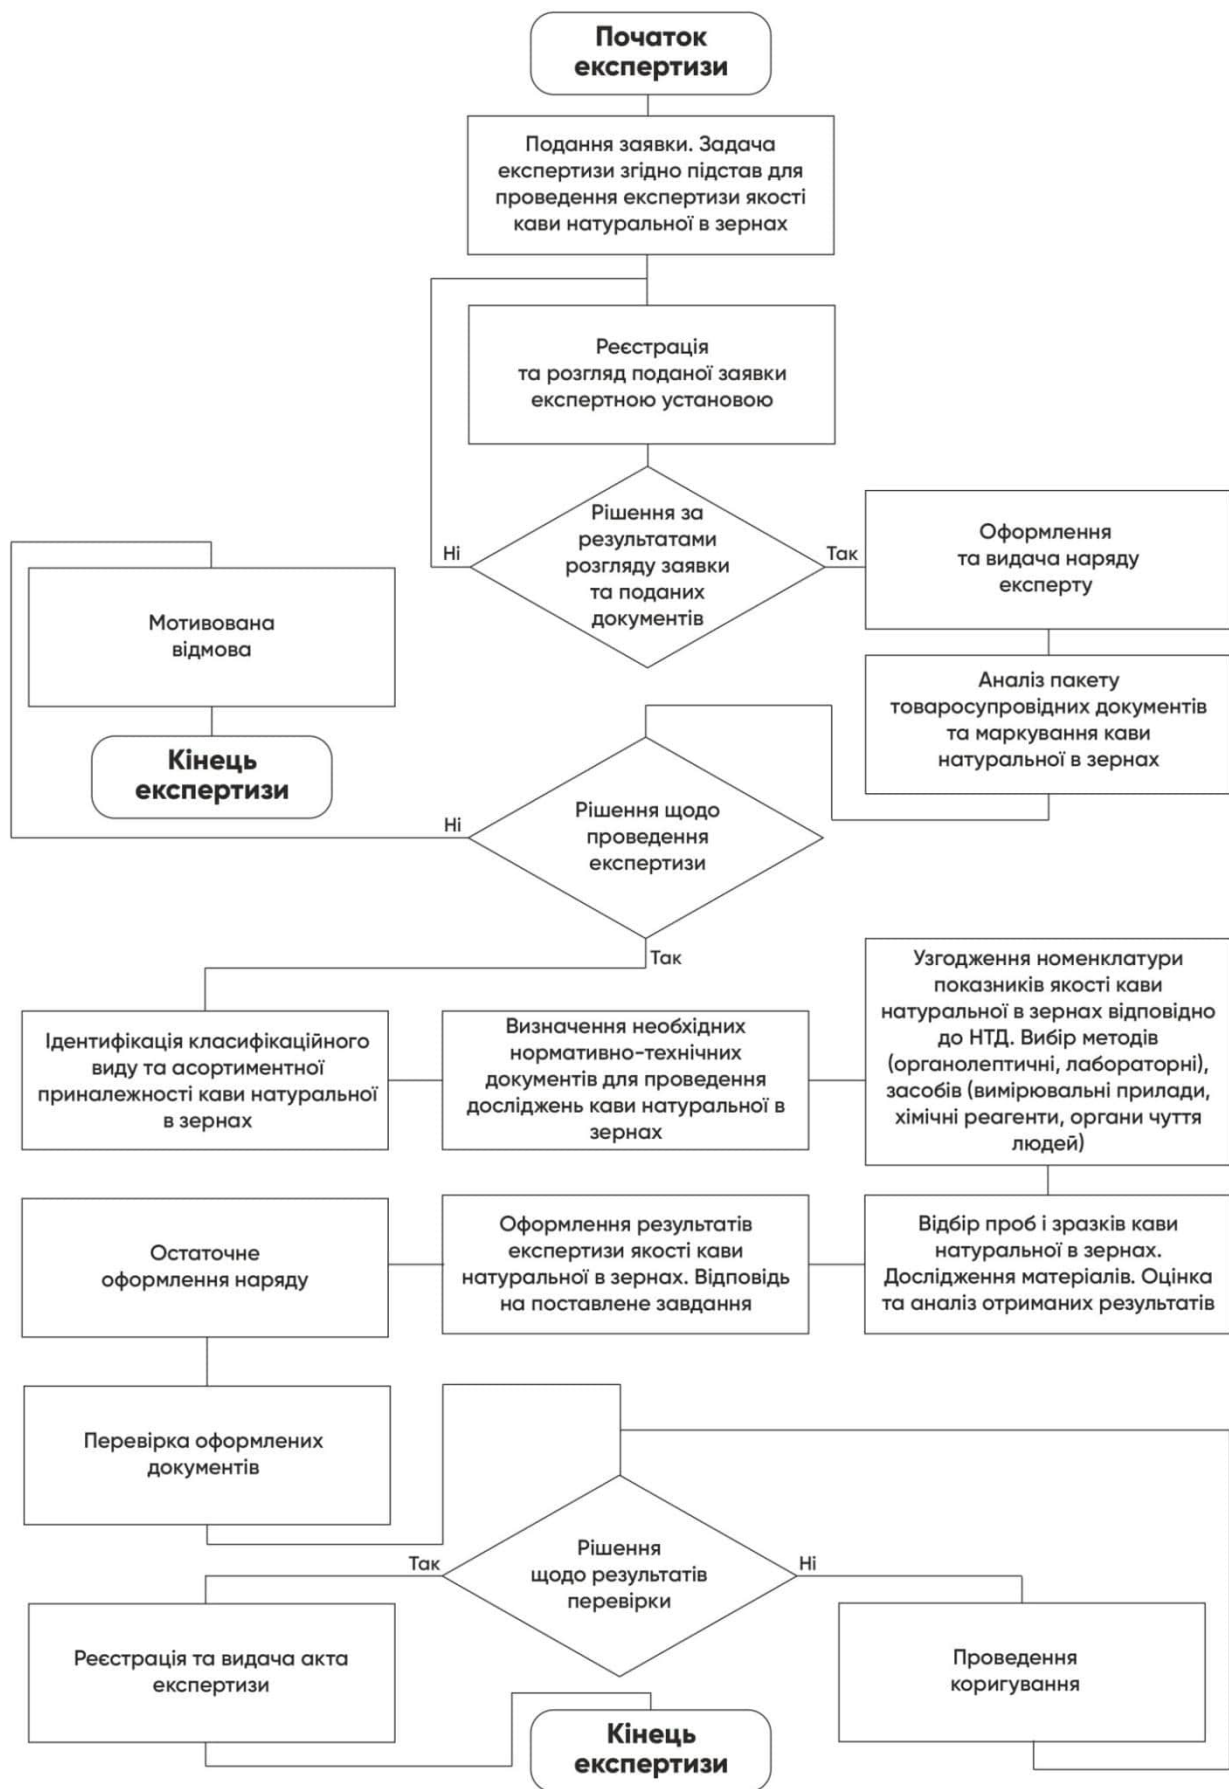 Початок
експертизи
Подання заявки. Задача
експертизи згідно підстав для
проведення експертизи якості
кави натуральної в зернах
Реєстрація
та розгляд поданої заявки
експертною установою
Рішення за
результатами
розгляду заявки
та поданих
документів
Ні
Так
Оформлення
та видача наряду
експерту
Мотивована
відмова
Кінець
експертизи
Аналіз пакету
товаросупровідних документів
та маркування кави
натуральної в зернах
Рішення щодо
проведення
експертизи
Ні
Так
Ідентифікація класифікаційного
виду та асортиментної
приналежності кави натуральної
в зернах
Визначення необхідних
нормативно-технічних
документів для проведення
досліджень кави натуральної в
зернах
Узгодження номенклатури
показників якості кави
натуральної в зернах відповідно
до НТД. Вибір методів
(органолептичні, лабораторні),
засобів (вимірювальні прилади,
хімічні реагенти, органи чуття
людей)
Остаточне
оформлення наряду
Оформлення результатів
експертизи якості кави
натуральної в зернах. Відповідь
на поставлене завдання
Відбір проб і зразків кави
натуральної в зернах.
Дослідження матеріалів. Оцінка
та аналіз отриманих результатів
Перевірка оформлених
документів
Рішення
щодо результатів
перевірки
Так
Ні
Реєстрація та видача акта
експертизи
Проведення
коригування
Кінець
експертизи